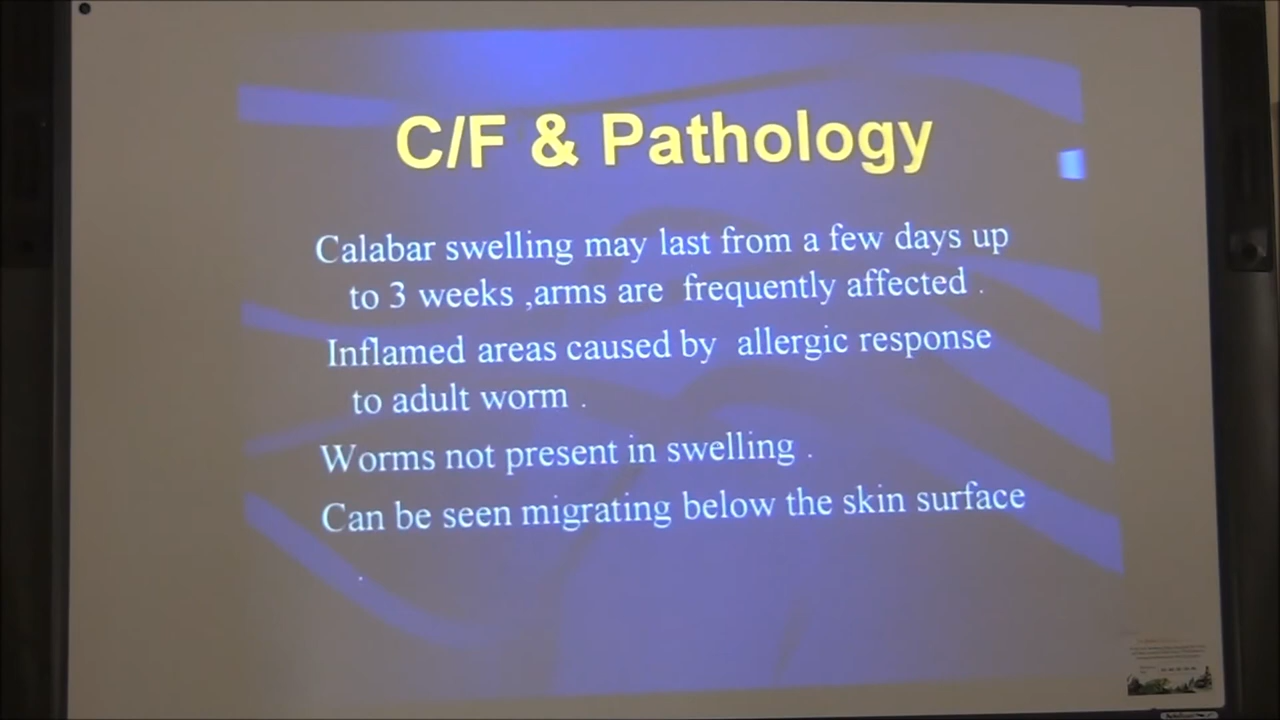 C/F & Pathology
Calabar swelling may last from a few days up
to 3 weeks ,arms are frequently affected .
Inflamed areas caused by allergic response
to adult worm .
Worms not present in swelling .
Can be seen migrating below the skin surface
.